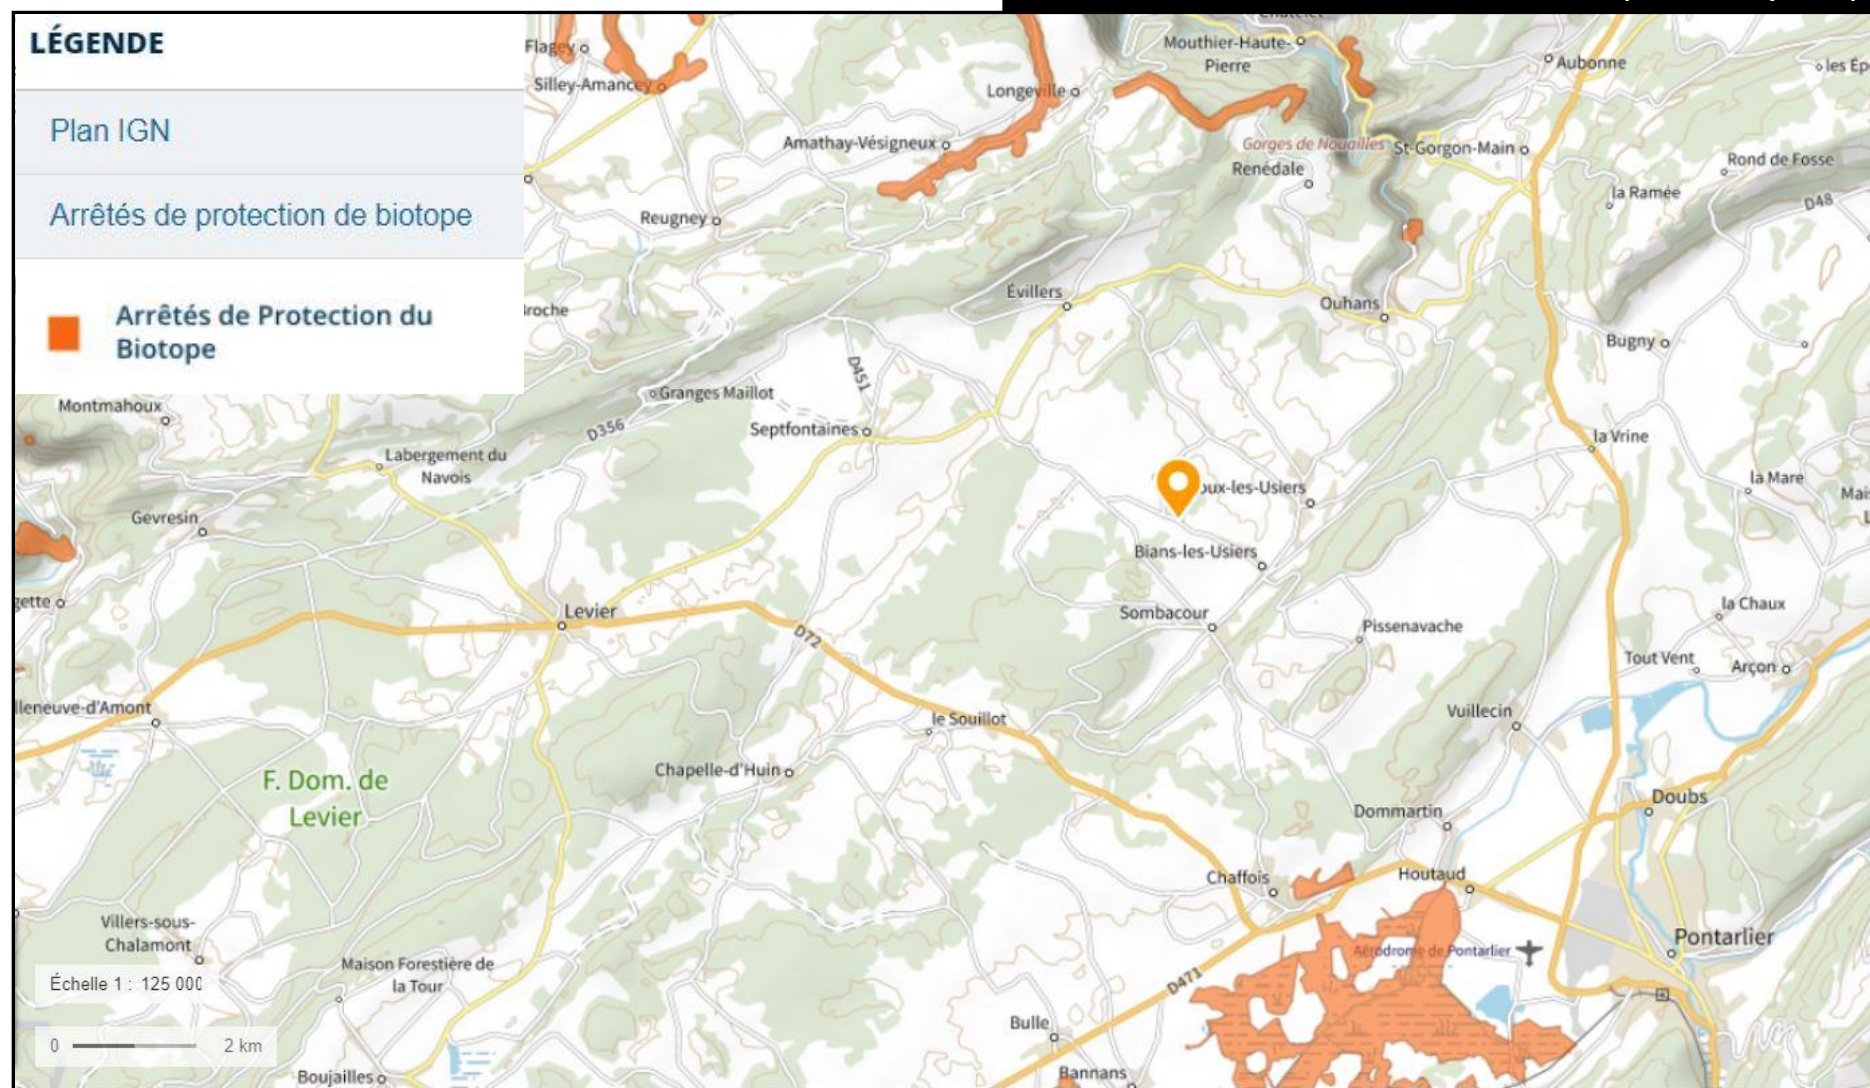 LÉGENDE
Plan IGN
Arrêtés de protection de biotope
Arrêtés de Protection du
Biotope
Flagey
Silley-Amancey
Longeville
Mouthier-Haute-
Pierre
Aubonne
Amathay-Vésigneux
Gorges de Nouailles
St-Gorgon-Main
Renédale
Rond de Fosse
la Ramée
D48
Reugney
Évillers
Ouhans
Bugny
Granges Maillot
D451
Montmahoux
D356
Septfontaines
la Vrine
Labergement du
Navois
oux-les-Usiers
la Mare
Gevresin
Bians-les-Usiers
Levier
Sombacour
Pissenavache
la Chaux
D72
Tout Vent
Arçon
lleneuve-d'Amont
le Souillot
Vuillecin
F. Dom. de
Levier
Chapelle-d'Huin
Doubs
Dommartin
Chaffois
Houtaud
Villers-sous-
Chalamont
Pontarlier
Aérodrome de Pontarlier
Maison Forestière de
la Tour
D471
Échelle 1 : 125 000
Bulle
0 2 km
Boujailles
Bannans